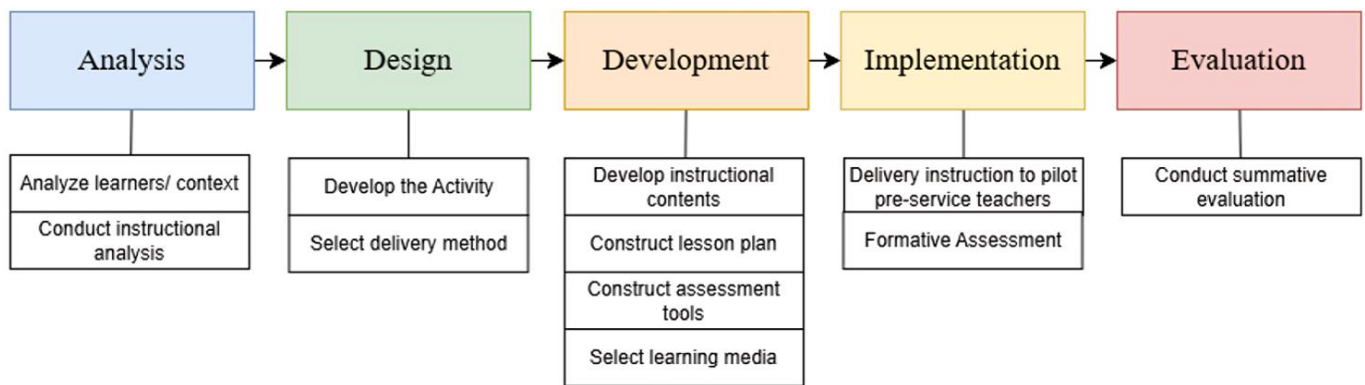 Analysis
Design
Development
Implementation
Evaluation
Analyze learners/ context
Conduct instructional
analysis
Develop the Activity
Select delivery method
Develop instructional
contents
Construct lesson plan
Construct assessment
tools
Select learning media
Delivery instruction to pilot
pre-service teachers
Formative Assessment
Conduct summative
evaluation